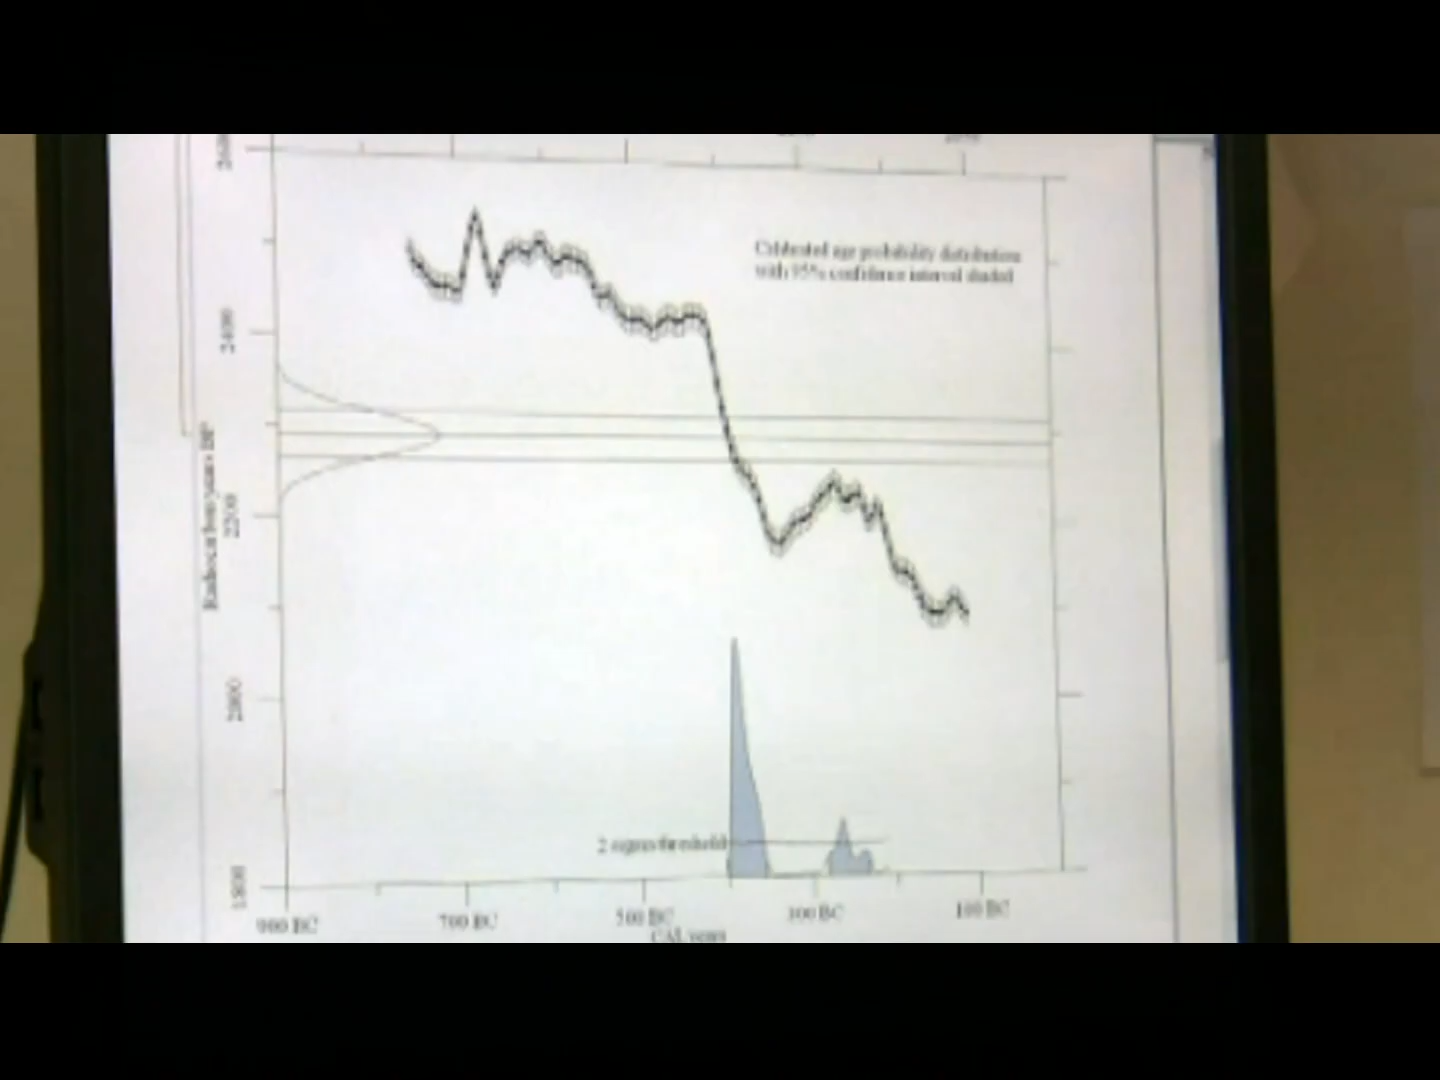 2400
Calibrated age probability distribution
with 95% confidence interval shaded
Radiocarbon years BP
2200
2000
2 sigma threshold
1800
900 BC
700 BC
500 BC
300 BC
100 BC
CAL years